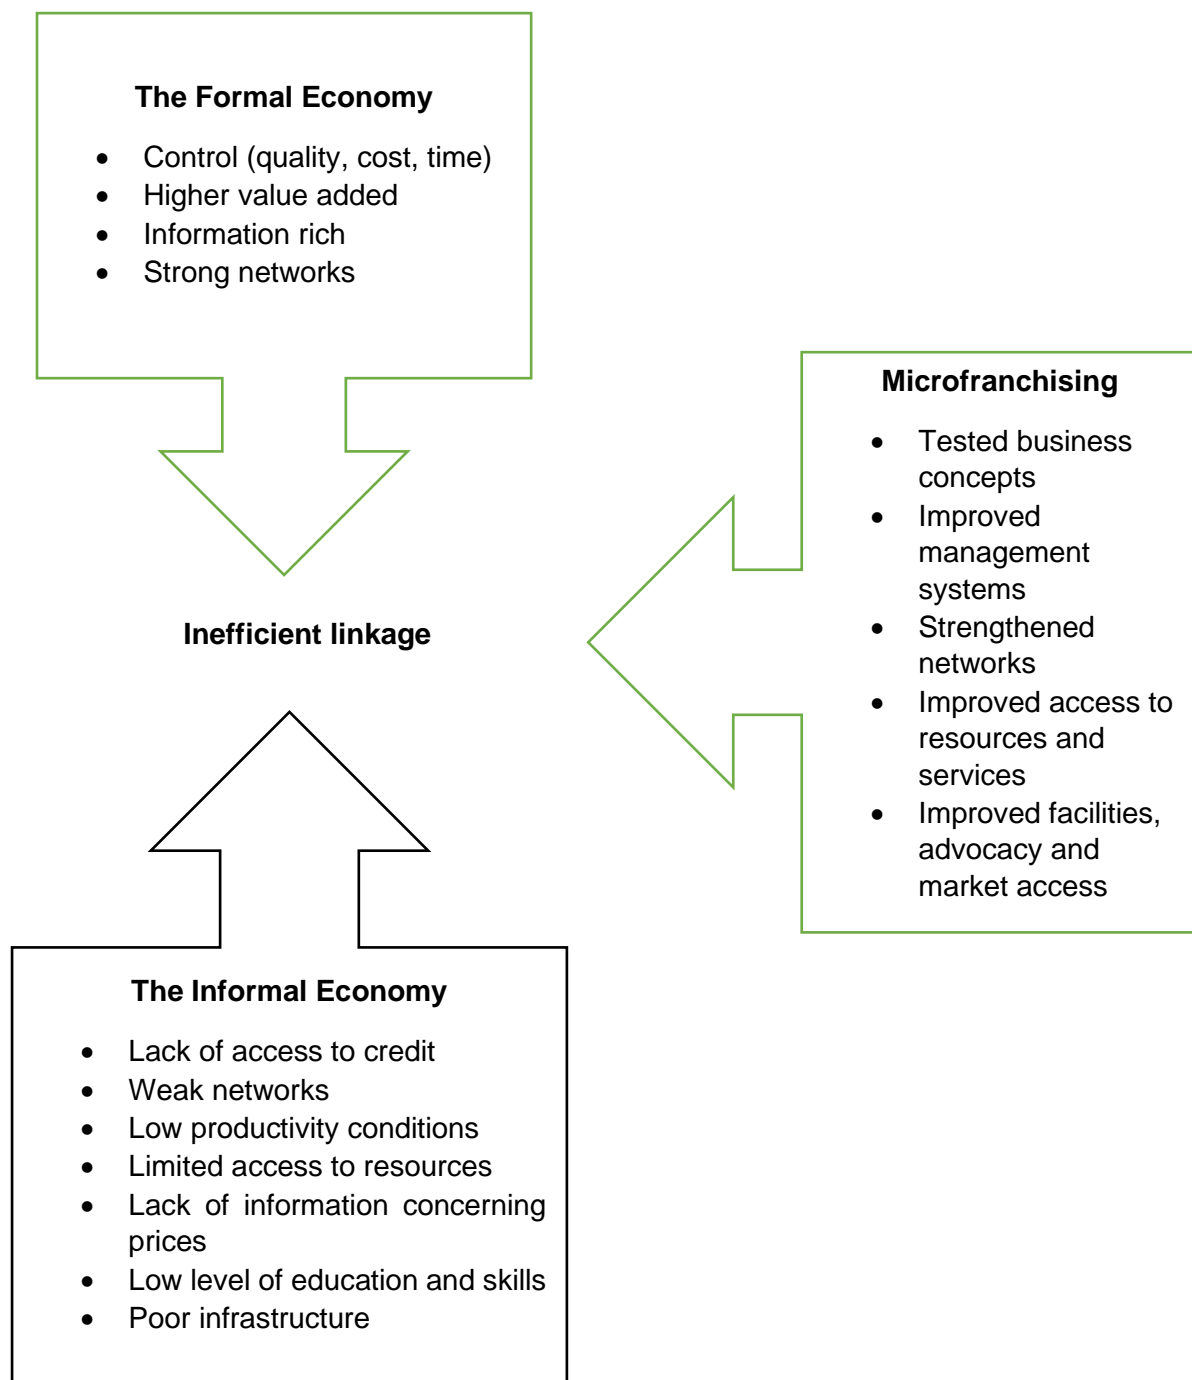 The Formal Economy
• Control (quality, cost, time)
• Higher value added
• Information rich
• Strong networks
Microfranchising
• Tested business
concepts
• Improved
management
systems
• Strengthened
networks
• Improved access to
resources and
services
• Improved facilities,
advocacy and
market access
Inefficient linkage
The Informal Economy
• Lack of access to credit
• Weak networks
• Low productivity conditions
• Limited access to resources
• Lack of information concerning
prices
• Low level of education and skills
• Poor infrastructure